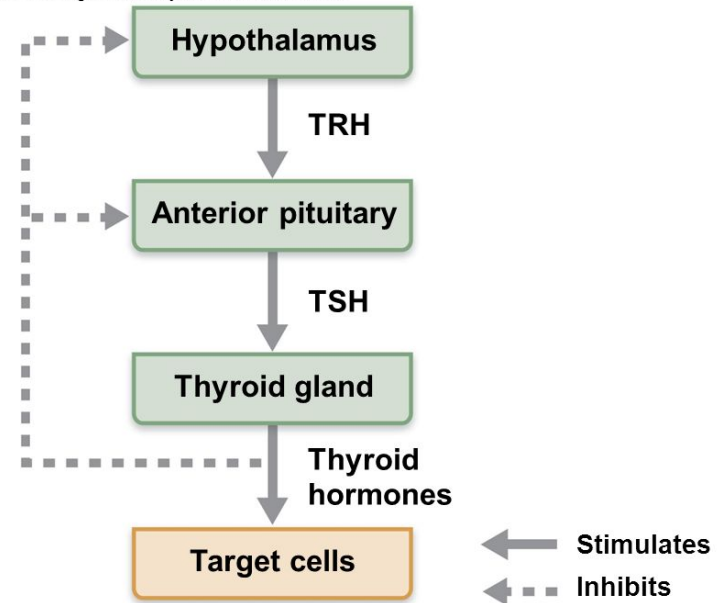 Hypothalamus
TRH
Anterior pituitary
TSH
Thyroid gland
Thyroid
hormones
Target cells
Stimulates
Inhibits